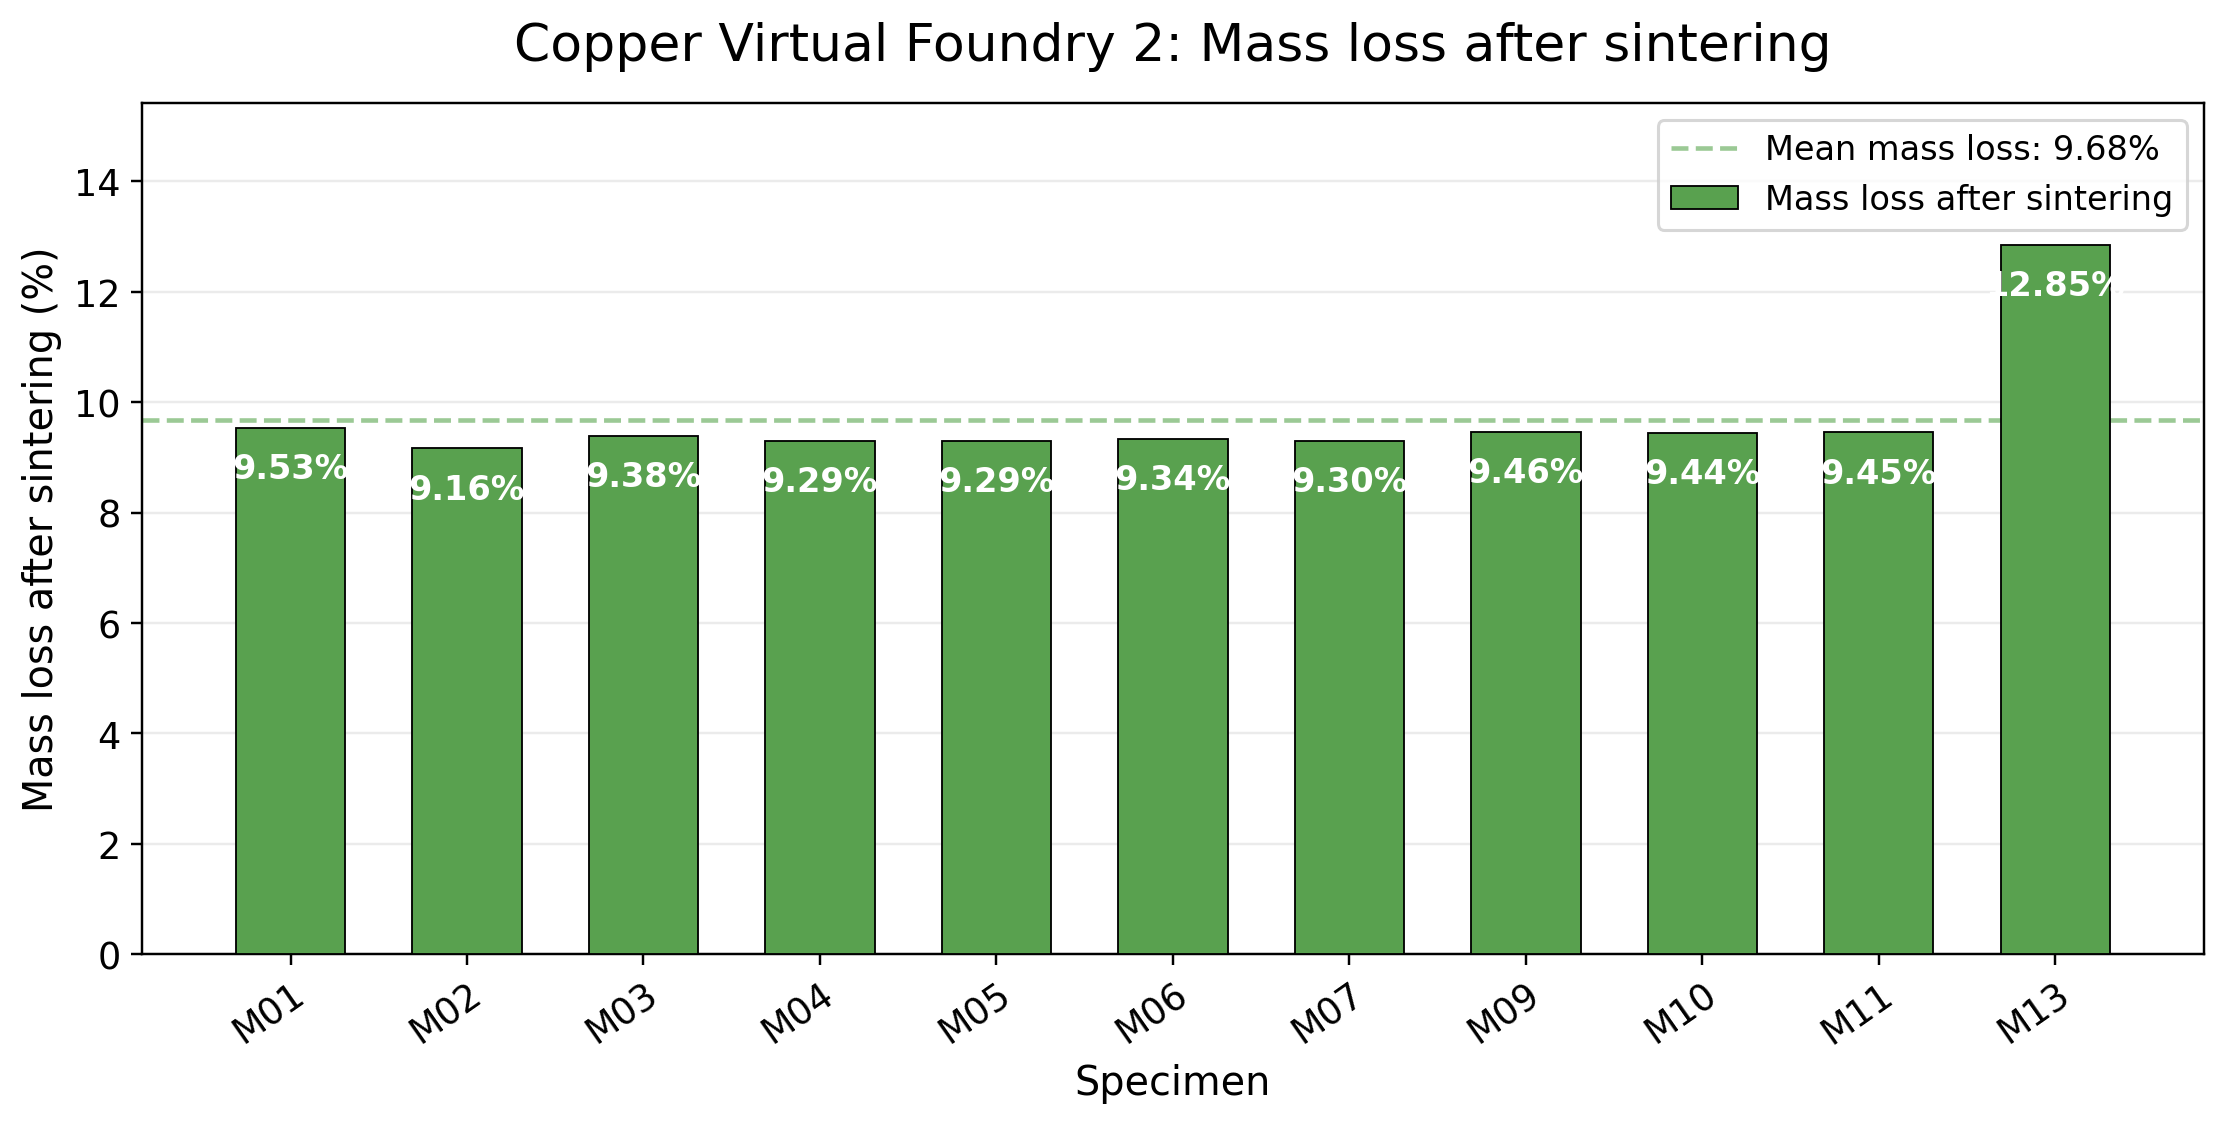 Copper Virtual Foundry 2: Mass loss after sintering
Mean mass loss: 9.68%
Mass loss after sintering
Mass loss after sintering (%)
14
12
10
8
6
4
2
0
9.53%
9.16%
9.38%
9.29%
9.29%
9.34%
9.30%
9.46%
9.44%
9.45%
12.85%
M01
M02
M03
M04
M05
M06
M07
M09
M10
M11
M13
Specimen